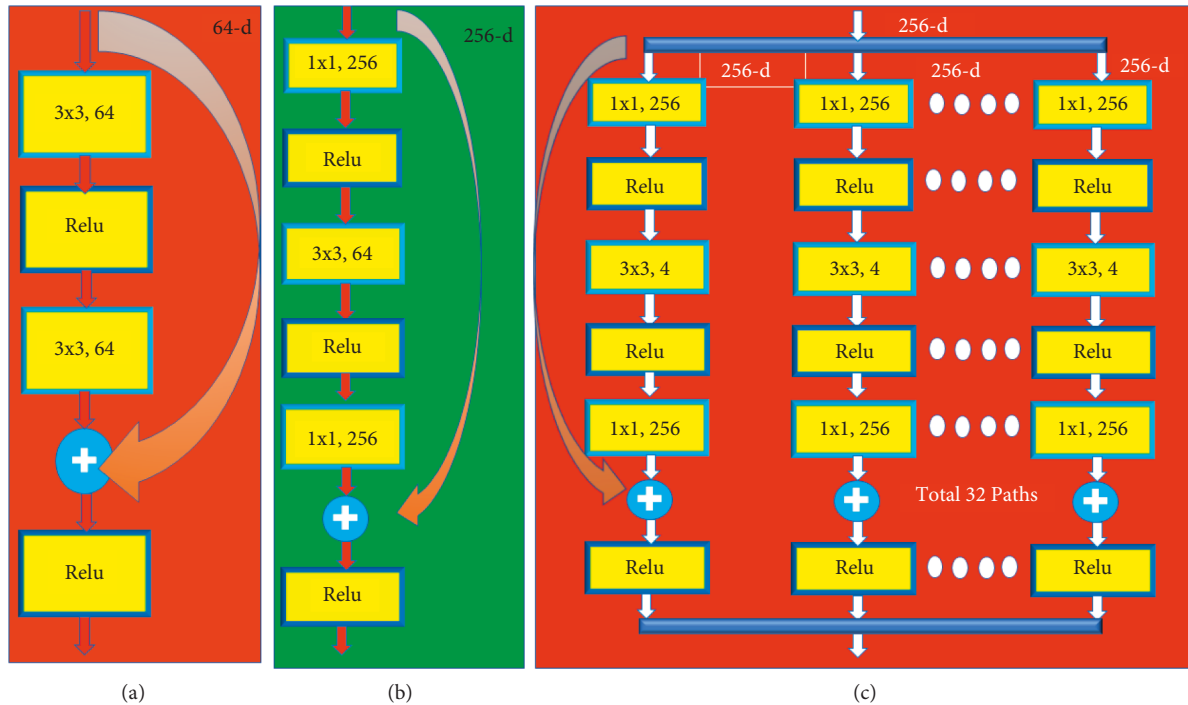 64-d
3x3, 64
Relu
3x3, 64
Relu
(a)
256-d
1x1, 256
Relu
3x3, 64
Relu
1x1, 256
Relu
(b)
256-d
256-d
256-d
256-d
1x1, 256
1x1, 256
1x1, 256
Relu
Relu
Relu
3x3, 4
3x3, 4
3x3, 4
Relu
Relu
Relu
1x1, 256
1x1, 256
1x1, 256
Total 32 Paths
Relu
Relu
Relu
(c)